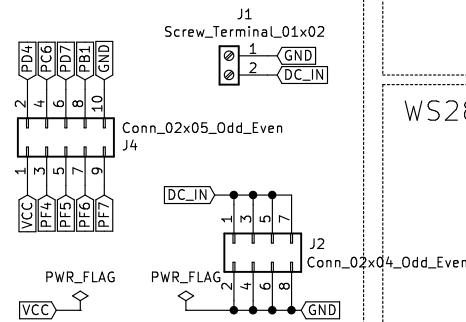 J1
Screw_Terminal_01x02
1
GND
2
DC_IN
PD4
PC6
PD7
PB1
GND
2
4
6
8
10
Conn_02x05_Odd_Even
J4
1
3
5
7
9
VCC
PF4
PF5
PF6
PF7
WS28
DC_IN
1
3
5
7
J2
Conn_02x04_Odd_Even
2
4
6
8
PWR_FLAG
PWR_FLAG
VCC
GND